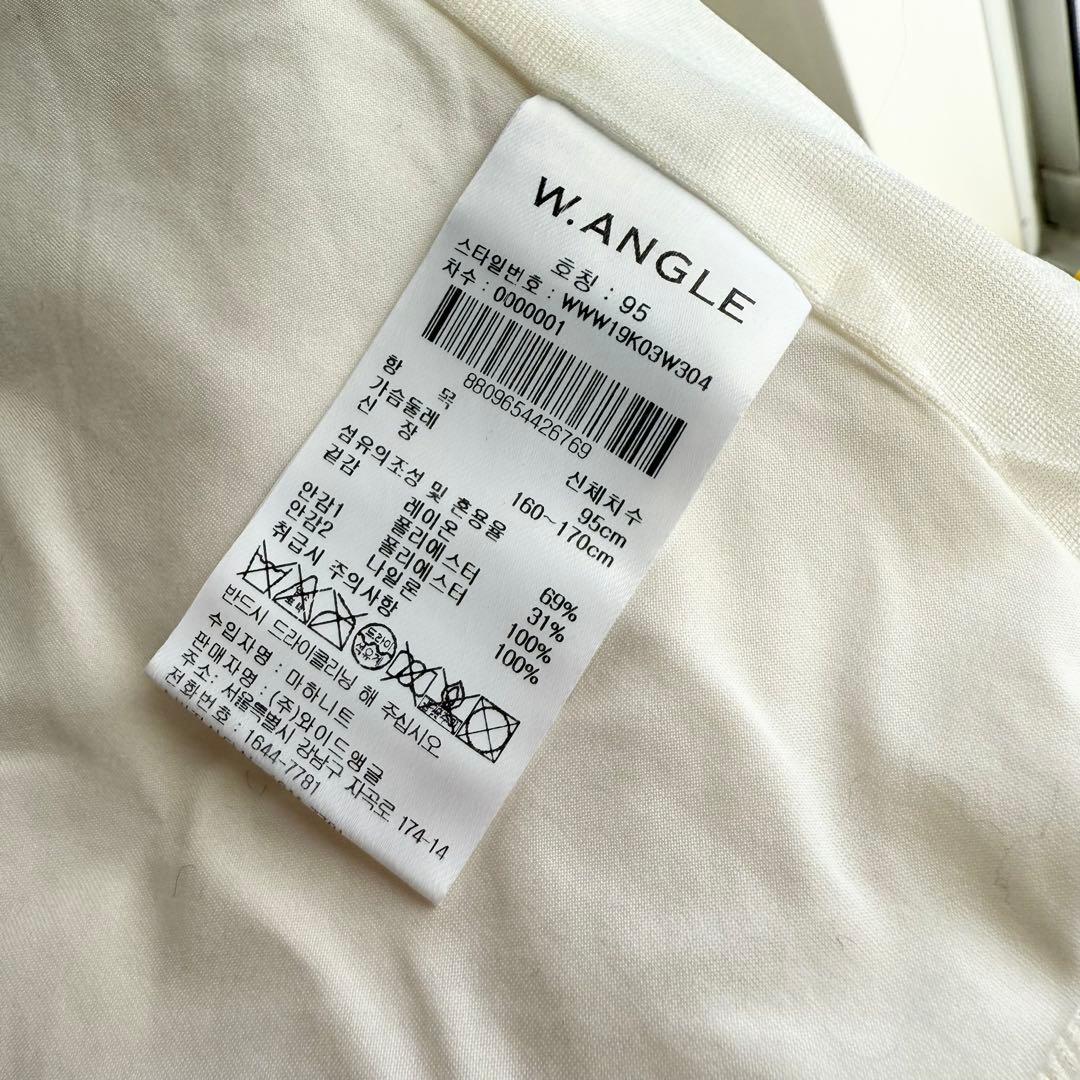 W.ANGLE
호칭 : 95
스타일번호 : WWW19K03W304
차수 : 0000001
8809654426769
항 목 신체치수
가슴둘레 95cm
신 장 160~170cm
섬유의조성 및 혼용율
겉감 레이온 69%
폴리에스터 31%
안감1 폴리에스터 100%
안감2 나일론 100%
취급시 주의사항
드라이
석유계
반드시 드라이클리닝 해 주십시오
수입자명 : 마하니트
판매자명 : (주)와이드앵글
주소: 서울특별시 강남구 자곡로 174-14
전화번호 : 1644-7781